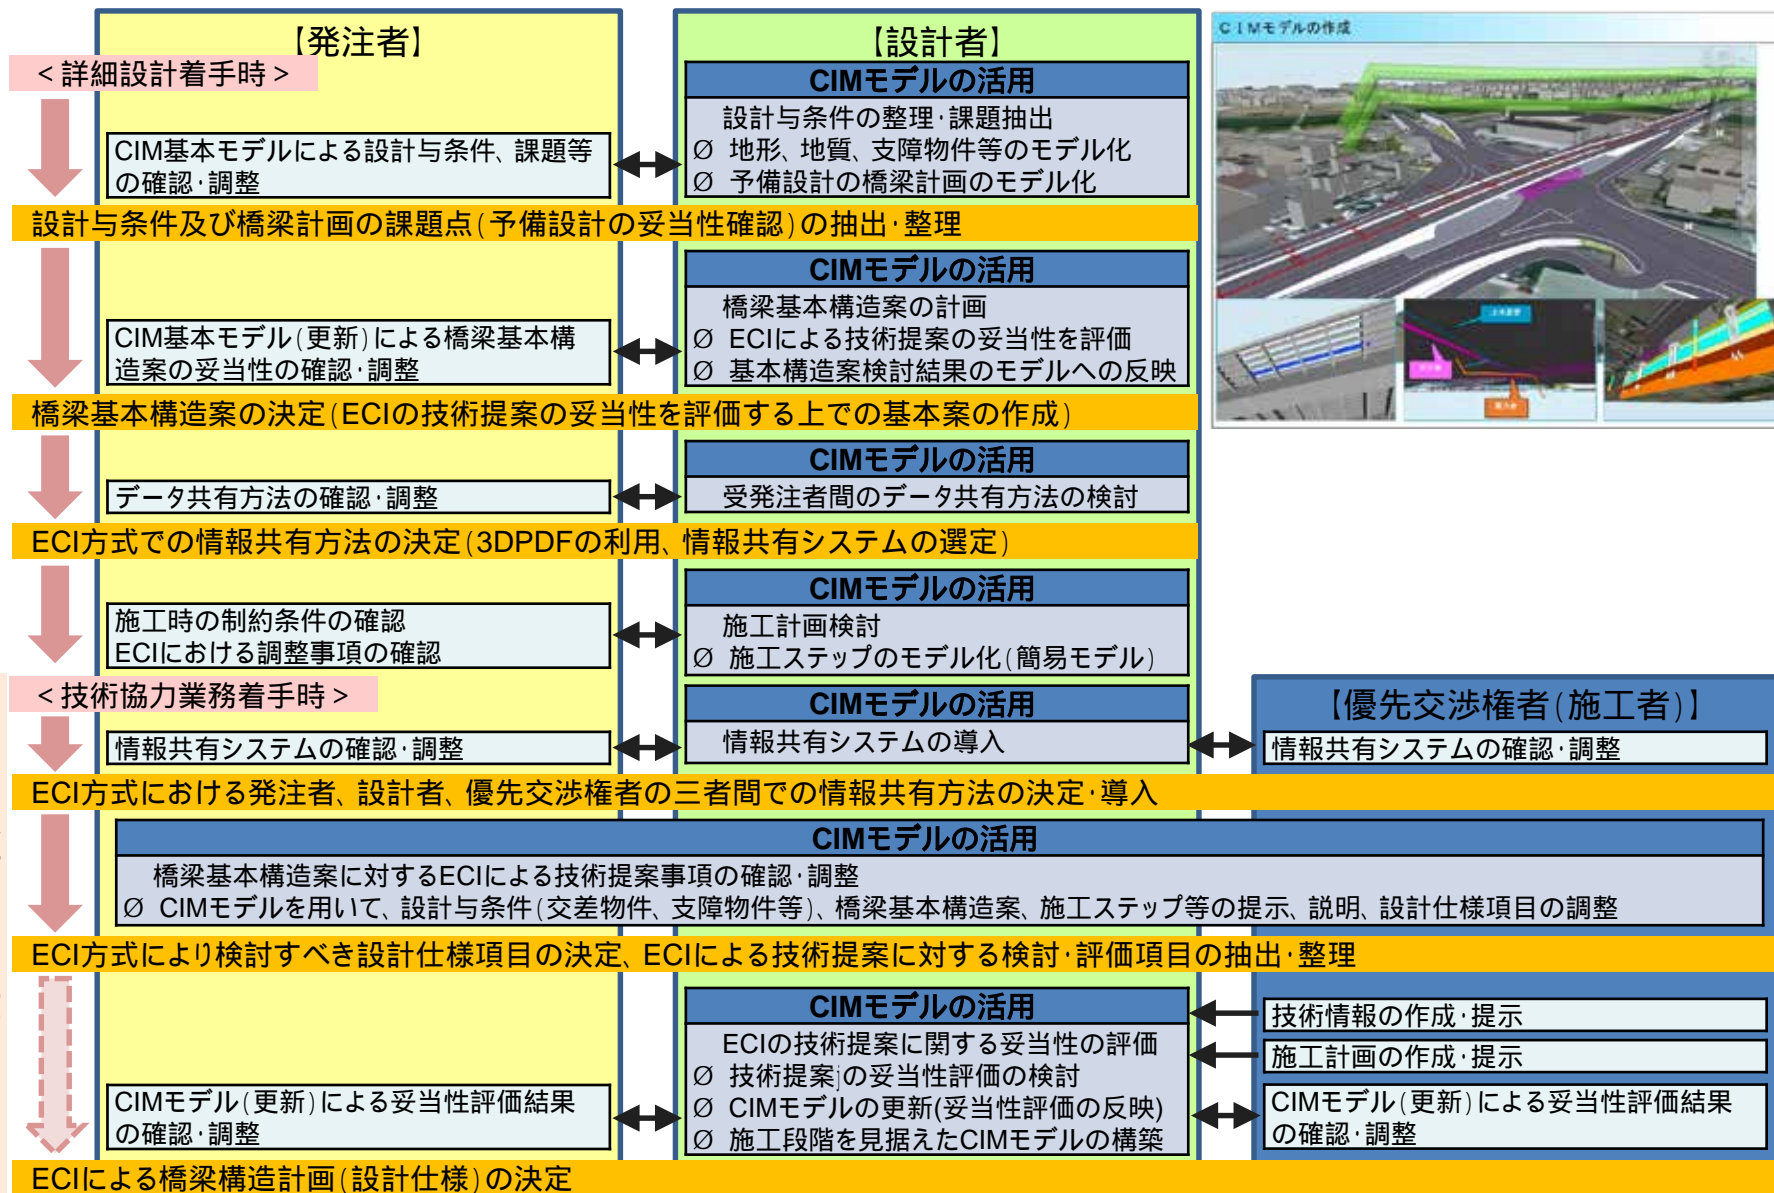 【発注者】
【設計者】
CIMモデルの作成
<詳細設計着手時>
CIMモデルの活用
設計与条件の整理・課題抽出
Ø 地形、地質、支障物件等のモデル化
Ø 予備設計の橋梁計画のモデル化
CIM基本モデルによる設計与条件、課題等
の確認・調整
設計与条件及び橋梁計画の課題点(予備設計の妥当性確認)の抽出・整理
CIMモデルの活用
橋梁基本構造案の計画
Ø ECIによる技術提案の妥当性を評価
Ø 基本構造案検討結果のモデルへの反映
CIM基本モデル(更新)による橋梁基本構
造案の妥当性の確認・調整
橋梁基本構造案の決定(ECIの技術提案の妥当性を評価する上での基本案の作成)
CIMモデルの活用
受発注者間のデータ共有方法の検討
データ共有方法の確認・調整
ECI方式での情報共有方法の決定(3DPDFの利用、情報共有システムの選定)
CIMモデルの活用
施工計画検討
Ø 施工ステップのモデル化(簡易モデル)
施工時の制約条件の確認
ECIにおける調整事項の確認
<技術協力業務着手時>
CIMモデルの活用
情報共有システムの導入
【優先交渉権者(施工者)】
情報共有システムの確認・調整
情報共有システムの確認・調整
ECI方式における発注者、設計者、優先交渉権者の三者間での情報共有方法の決定・導入
CIMモデルの活用
橋梁基本構造案に対するECIによる技術提案事項の確認・調整
Ø CIMモデルを用いて、設計与条件(交差物件、支障物件等)、橋梁基本構造案、施工ステップ等の提示、説明、設計仕様項目の調整
ECI方式により検討すべき設計仕様項目の決定、ECIによる技術提案に対する検討・評価項目の抽出・整理
CIMモデルの活用
ECIの技術提案に関する妥当性の評価
Ø 技術提案jの妥当性評価の検討
Ø CIMモデルの更新(妥当性評価の反映)
Ø 施工段階を見据えたCIMモデルの構築
技術情報の作成・提示
施工計画の作成・提示
CIMモデル(更新)による妥当性評価結果
の確認・調整
CIMモデル(更新)による妥当性評価結果
の確認・調整
ECIによる橋梁構造計画(設計仕様)の決定